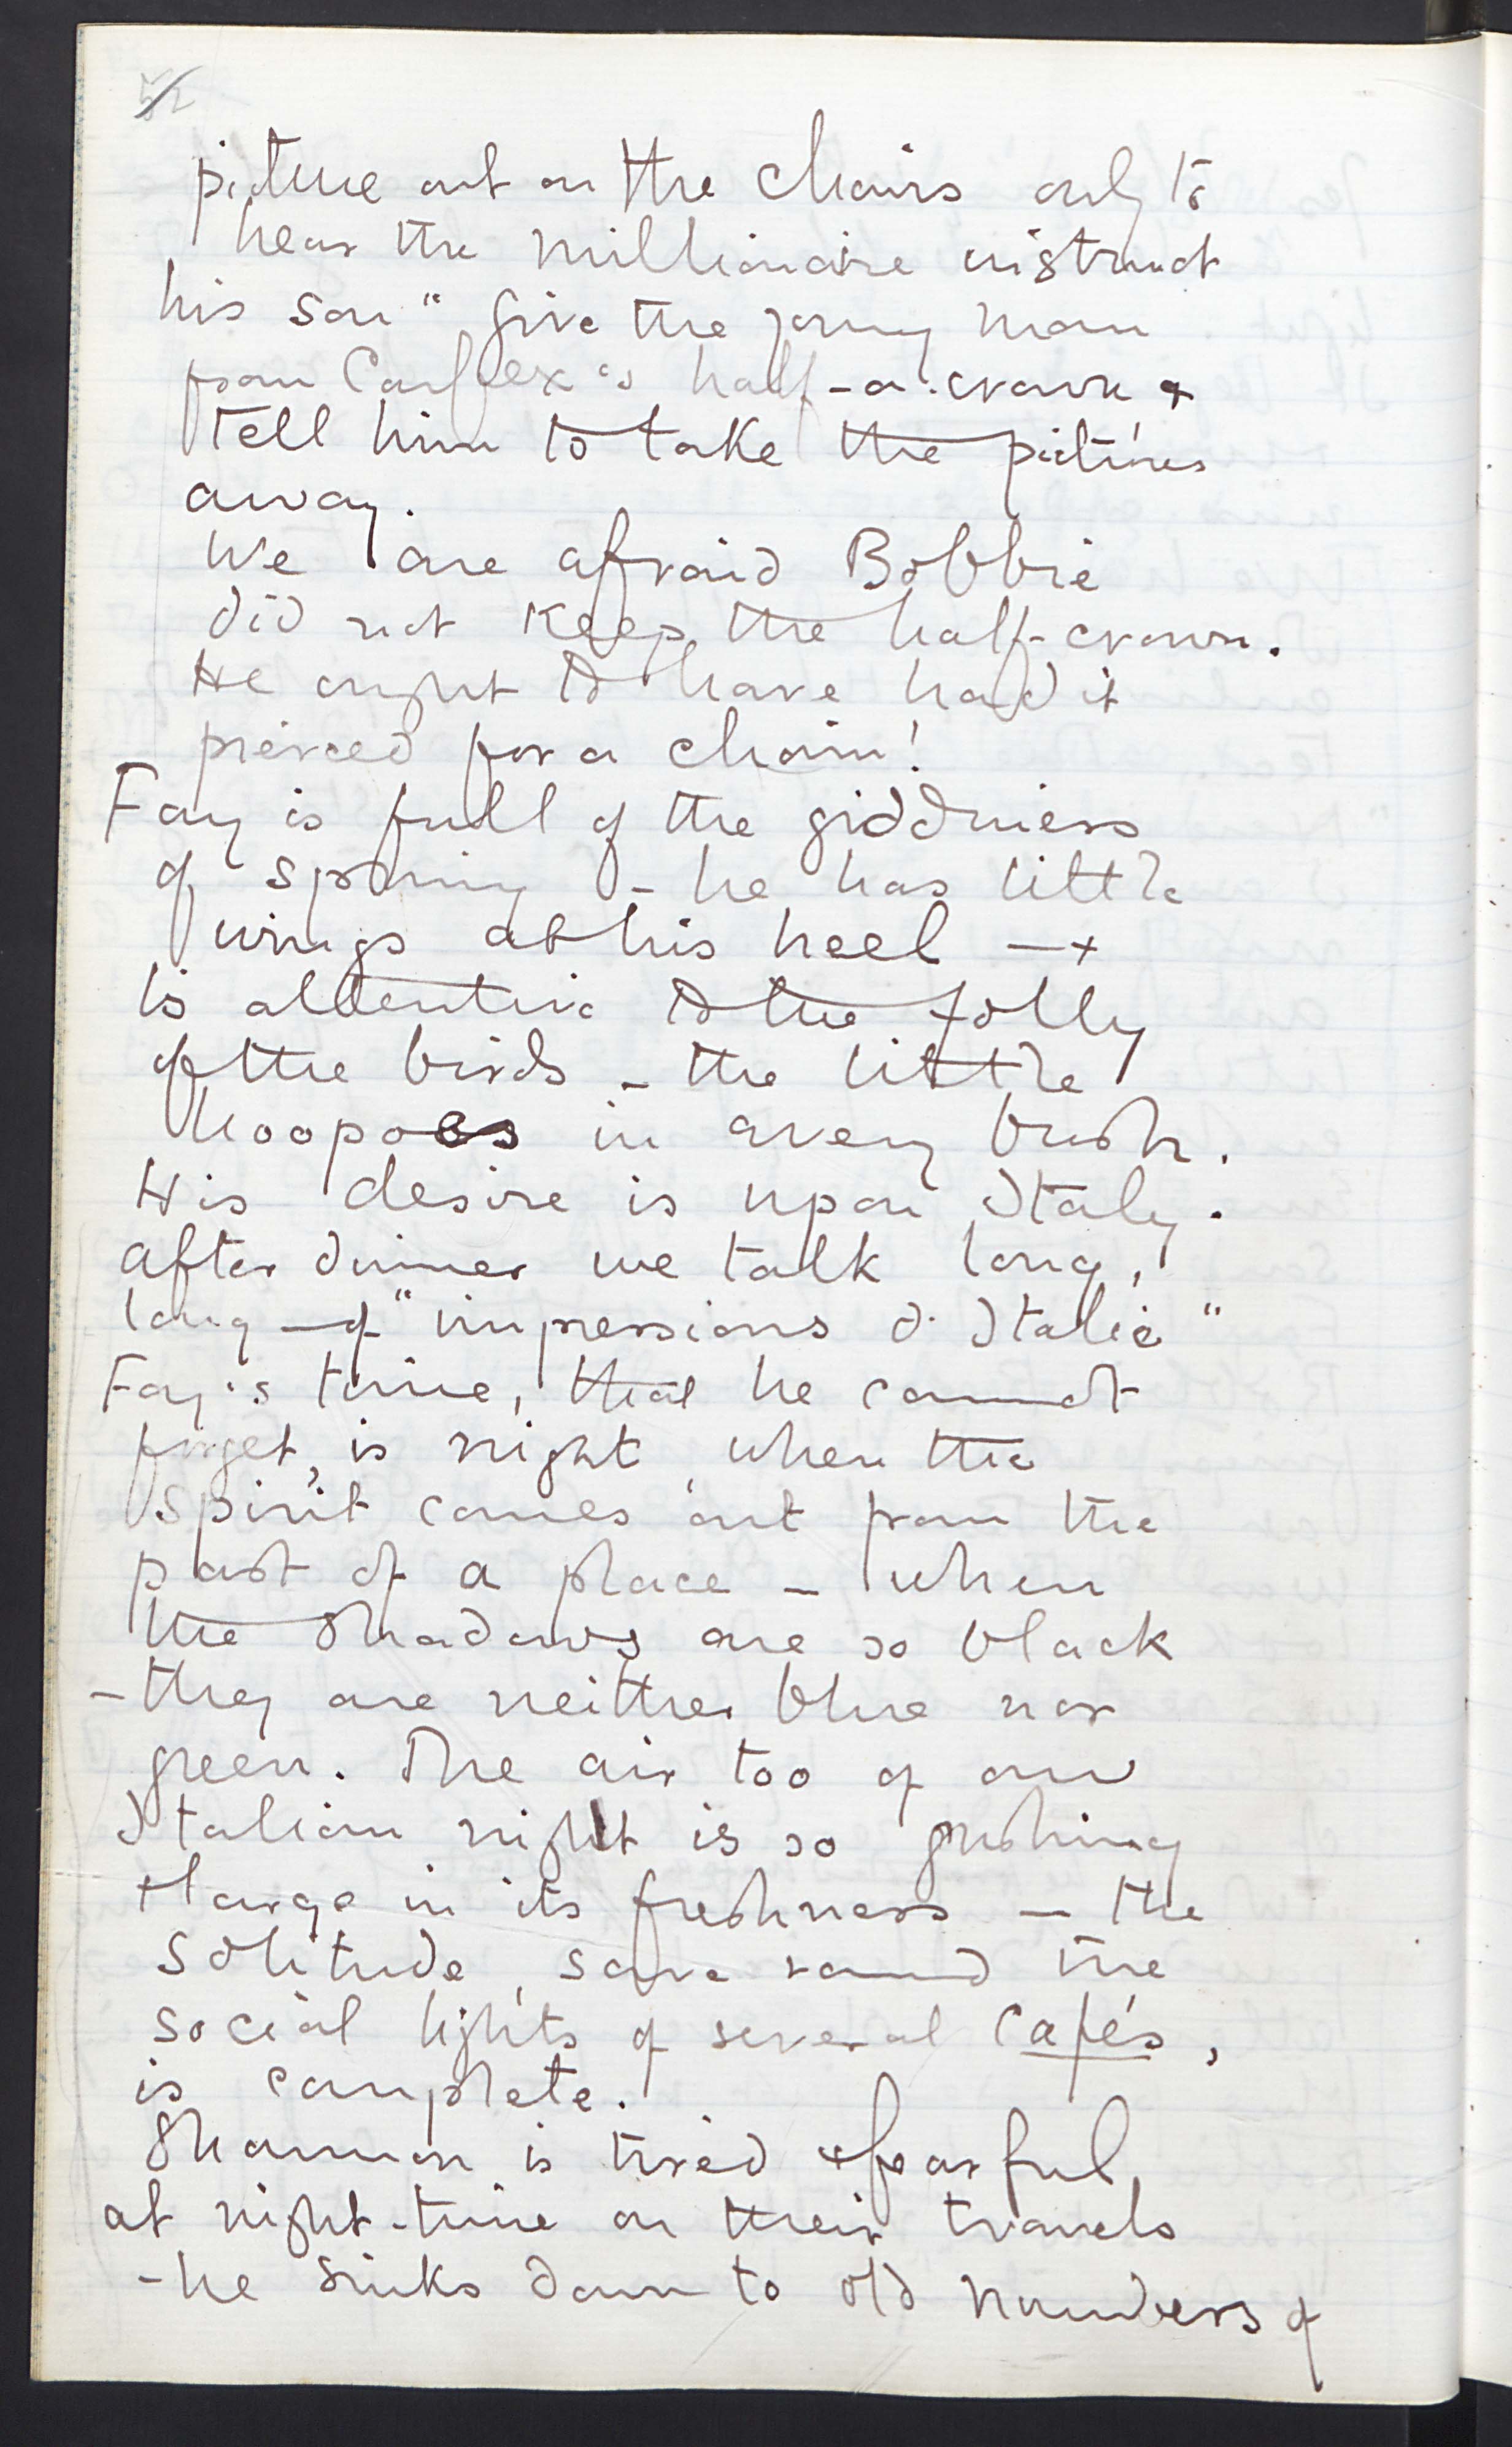 52
picture out on the chairs only to
hear the millionaire instruct
his son "Give the young man
from Carfax's half-a-crown &
tell him to take the pictures
away.
We are afraid Bobbie
did not keep the half-crown.
He ought to have had it
pierced for a chain!
Fay is full of the giddiness
of spring – he has little
wings at his heel – &
is attentive to the folly
of the birds – the little
hoopoes in every bush.
His desire is upon Italy.
After dinner we talk long,
long – of "impressions d' Italie"
Fay's time, that he cannot
forget, is night when the
spirit comes out from the
past of a place – when
the shadows are so black
– they are neither blue nor
green. The air too of an
Italian night is so gushing
& large in its freshness – the
solitude, save round the
social lights of several cafés,
is complete.
Shannon is tired & fearful
at night-time on their travels
– he sinks down to old numbers of